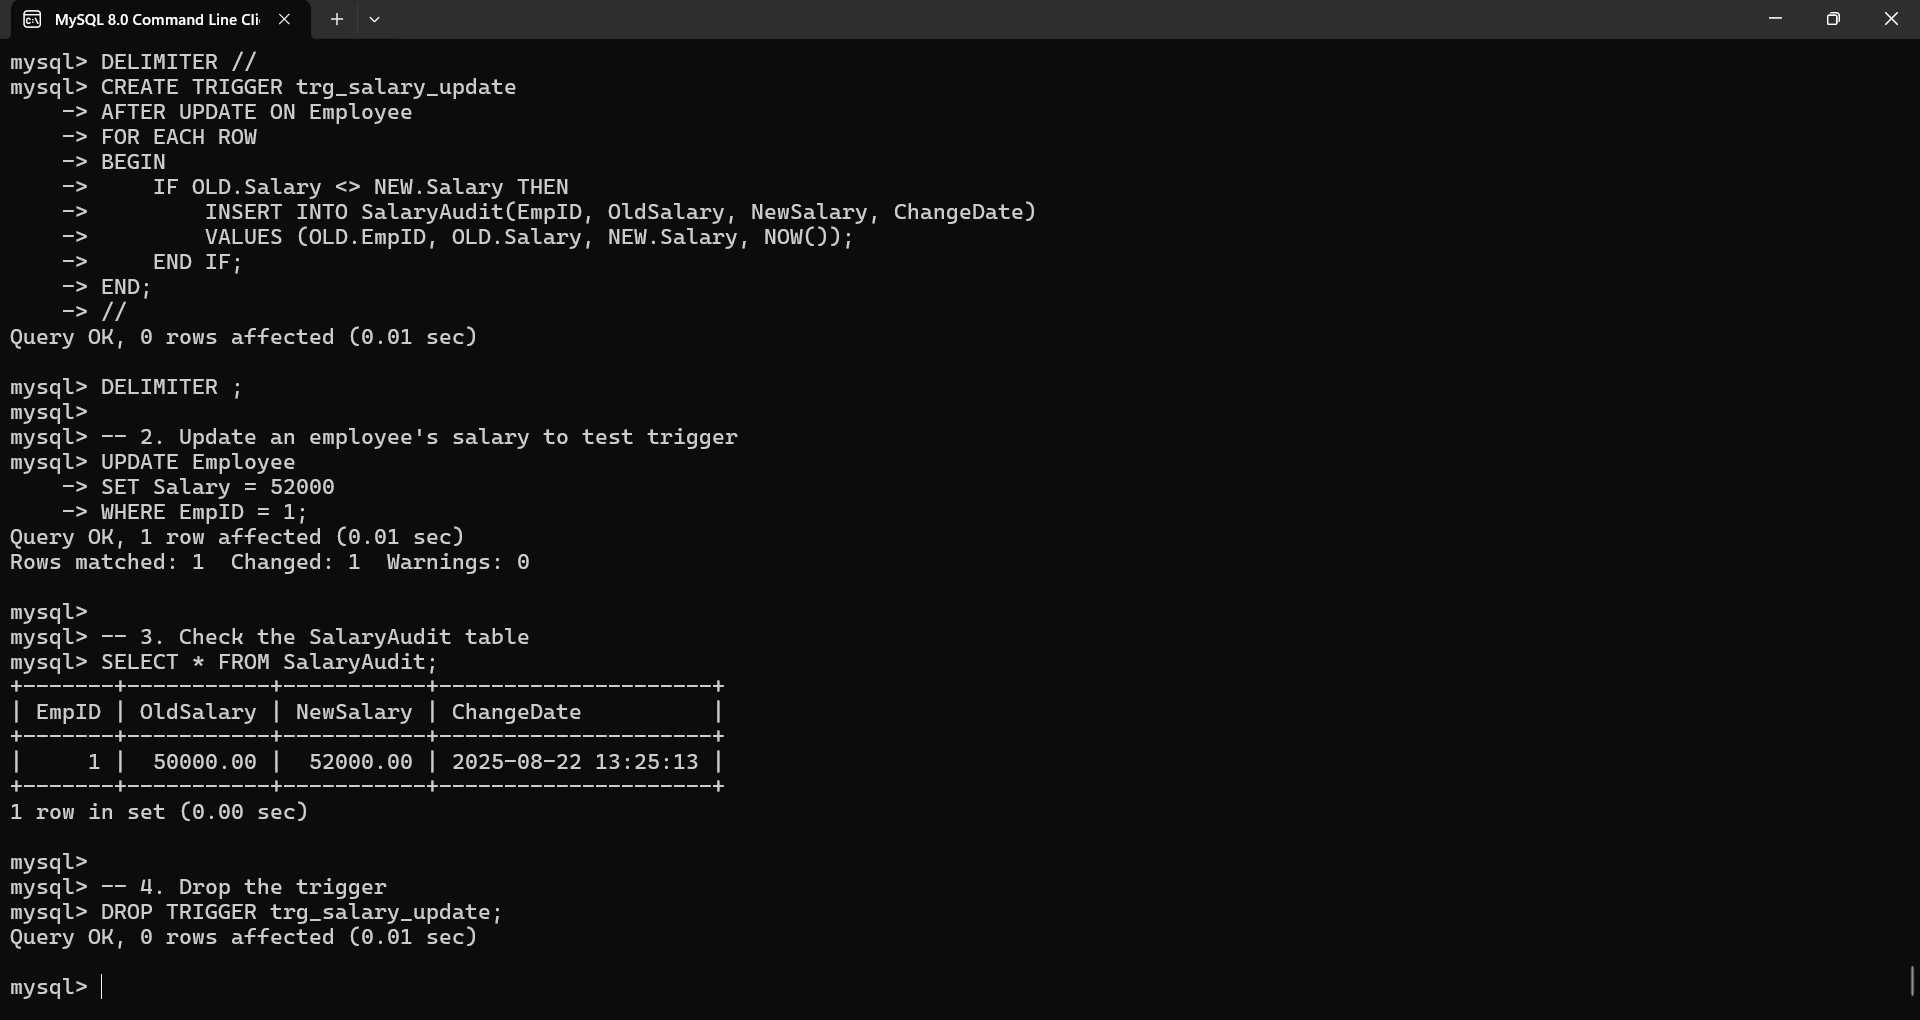 MySQL 8.0 Command Line Cli
mysql> DELIMITER //
mysql> CREATE TRIGGER trg_salary_update
    -> AFTER UPDATE ON Employee
    -> FOR EACH ROW
    -> BEGIN
    ->     IF OLD.Salary <> NEW.Salary THEN
    ->         INSERT INTO SalaryAudit(EmpID, OldSalary, NewSalary, ChangeDate)
    ->         VALUES (OLD.EmpID, OLD.Salary, NEW.Salary, NOW());
    ->     END IF;
    -> END;
    -> //
Query OK, 0 rows affected (0.01 sec)

mysql> DELIMITER ;
mysql>
mysql> -- 2. Update an employee's salary to test trigger
mysql> UPDATE Employee
    -> SET Salary = 52000
    -> WHERE EmpID = 1;
Query OK, 1 row affected (0.01 sec)
Rows matched: 1  Changed: 1  Warnings: 0

mysql>
mysql> -- 3. Check the SalaryAudit table
mysql> SELECT * FROM SalaryAudit;
+-------+-----------+-----------+---------------------+
| EmpID | OldSalary | NewSalary | ChangeDate          |
+-------+-----------+-----------+---------------------+
|     1 |  50000.00 |  52000.00 | 2025-08-22 13:25:13 |
+-------+-----------+-----------+---------------------+
1 row in set (0.00 sec)

mysql>
mysql> -- 4. Drop the trigger
mysql> DROP TRIGGER trg_salary_update;
Query OK, 0 rows affected (0.01 sec)

mysql>